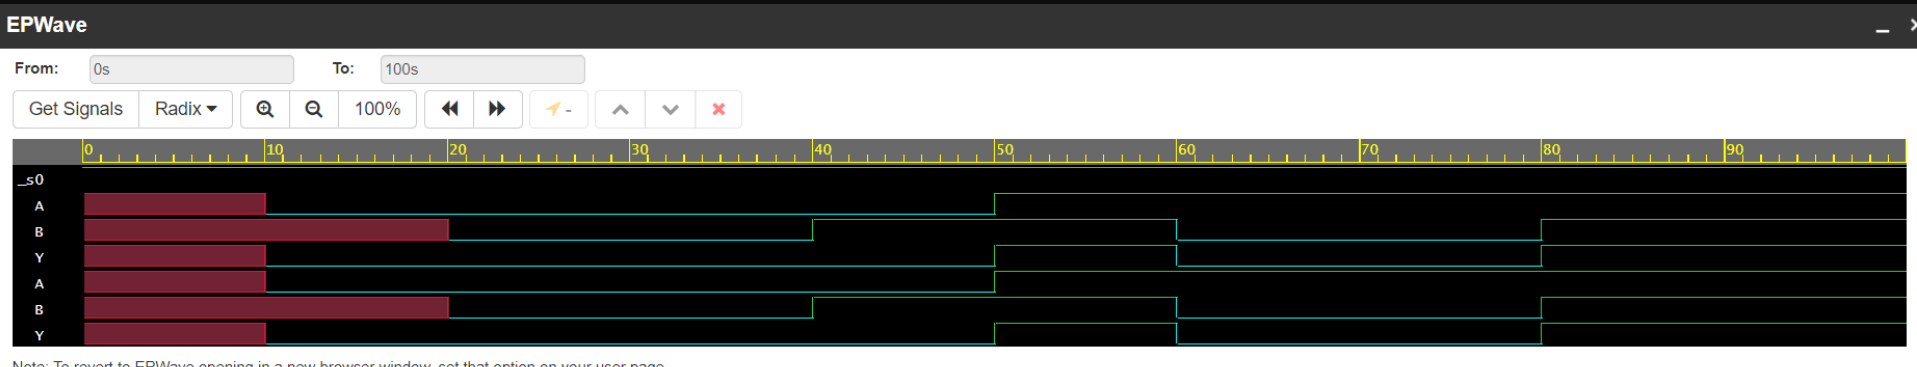 EPWave
From: 0s To: 100s
Get Signals Radix 100% -
0 10 20 30 40 50 60 70 80 90
_s0
A
B
Y
A
B
Y
Note: To revert to EPWave opening in a new browser window, set that option on your user page.